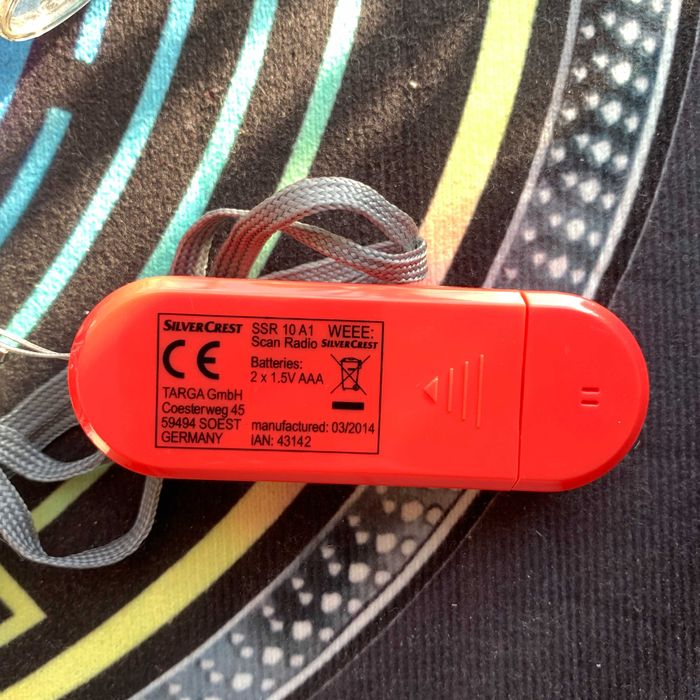 SILVERCREST SSR 10 A1 WEEE:
Scan Radio SILVERCREST
CE
Batteries:
2 x 1.5V AAA
TARGA GmbH
Coesterweg 45
59494 SOEST
GERMANY
manufactured: 03/2014
IAN: 43142